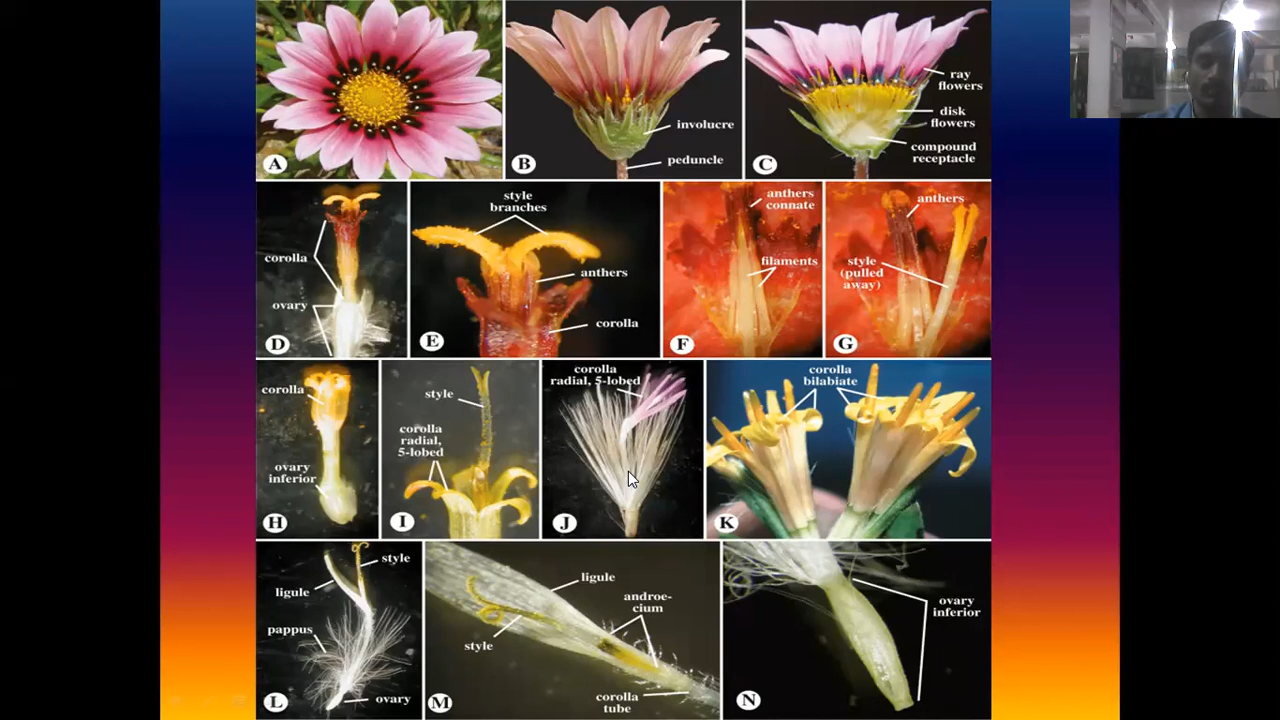 A
B
involucre
peduncle
C
ray
flowers
disk
flowers
compound
receptacle
D
corolla
ovary
E
style
branches
anthers
corolla
F
anthers
connate
filaments
G
anthers
style
(pulled
away)
H
corolla
ovary
inferior
I
style
corolla
radial,
5-lobed
J
corolla
radial, 5-lobed
K
corolla
bilabiate
L
style
ligule
pappus
ovary
M
ligule
androe-
cium
style
corolla
tube
N
ovary
inferior